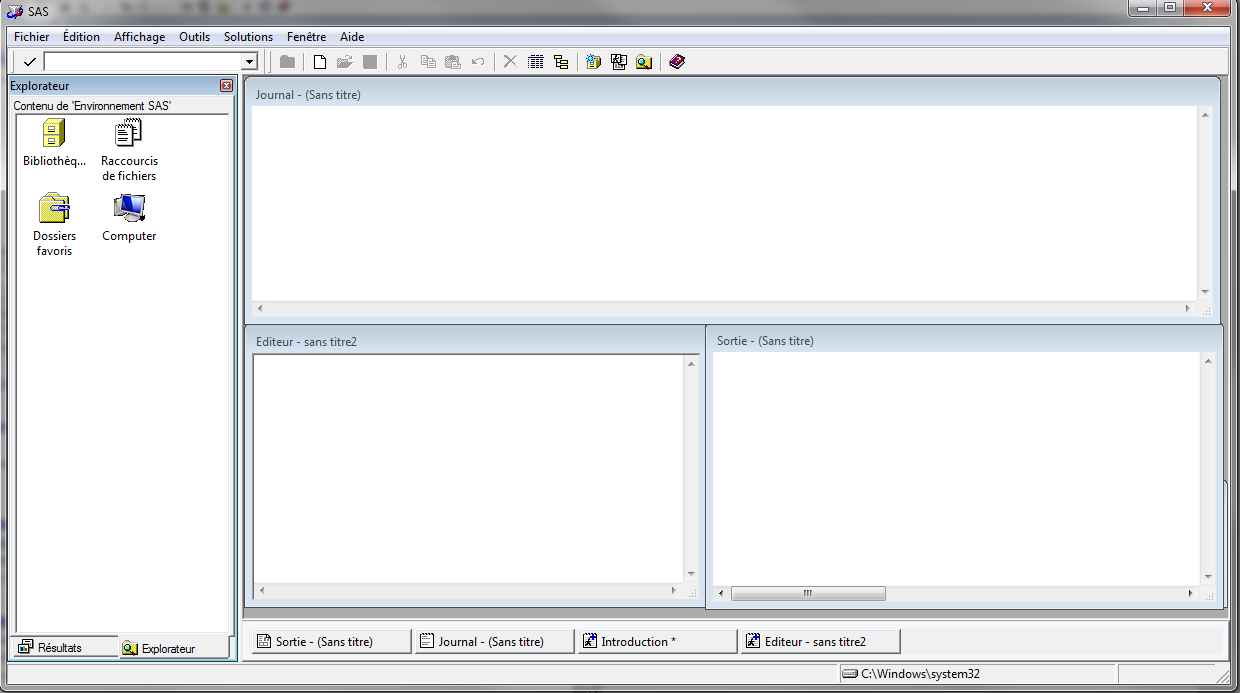 SAS
Fichier Édition Affichage Outils Solutions Fenêtre Aide
Explorateur
Contenu de 'Environnement SAS'
Bibliothèq...
Raccourcis
de fichiers
Dossiers
favoris
Computer
Journal - (Sans titre)
Editeur - sans titre2
Sortie - (Sans titre)
Résultats
Explorateur
Sortie - (Sans titre)
Journal - (Sans titre)
Introduction *
Editeur - sans titre2
C:\Windows\system32